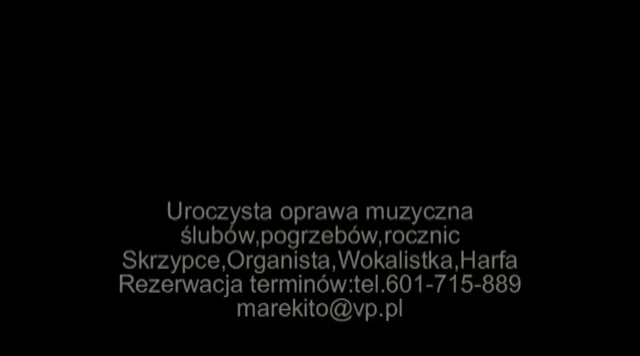 Uroczysta oprawa muzyczna
ślubów,pogrzebów,rocznic
Skrzypce,Organista,Wokalistka,Harfa
Rezerwacja terminów:tel.601-715-889
marekito@vp.pl